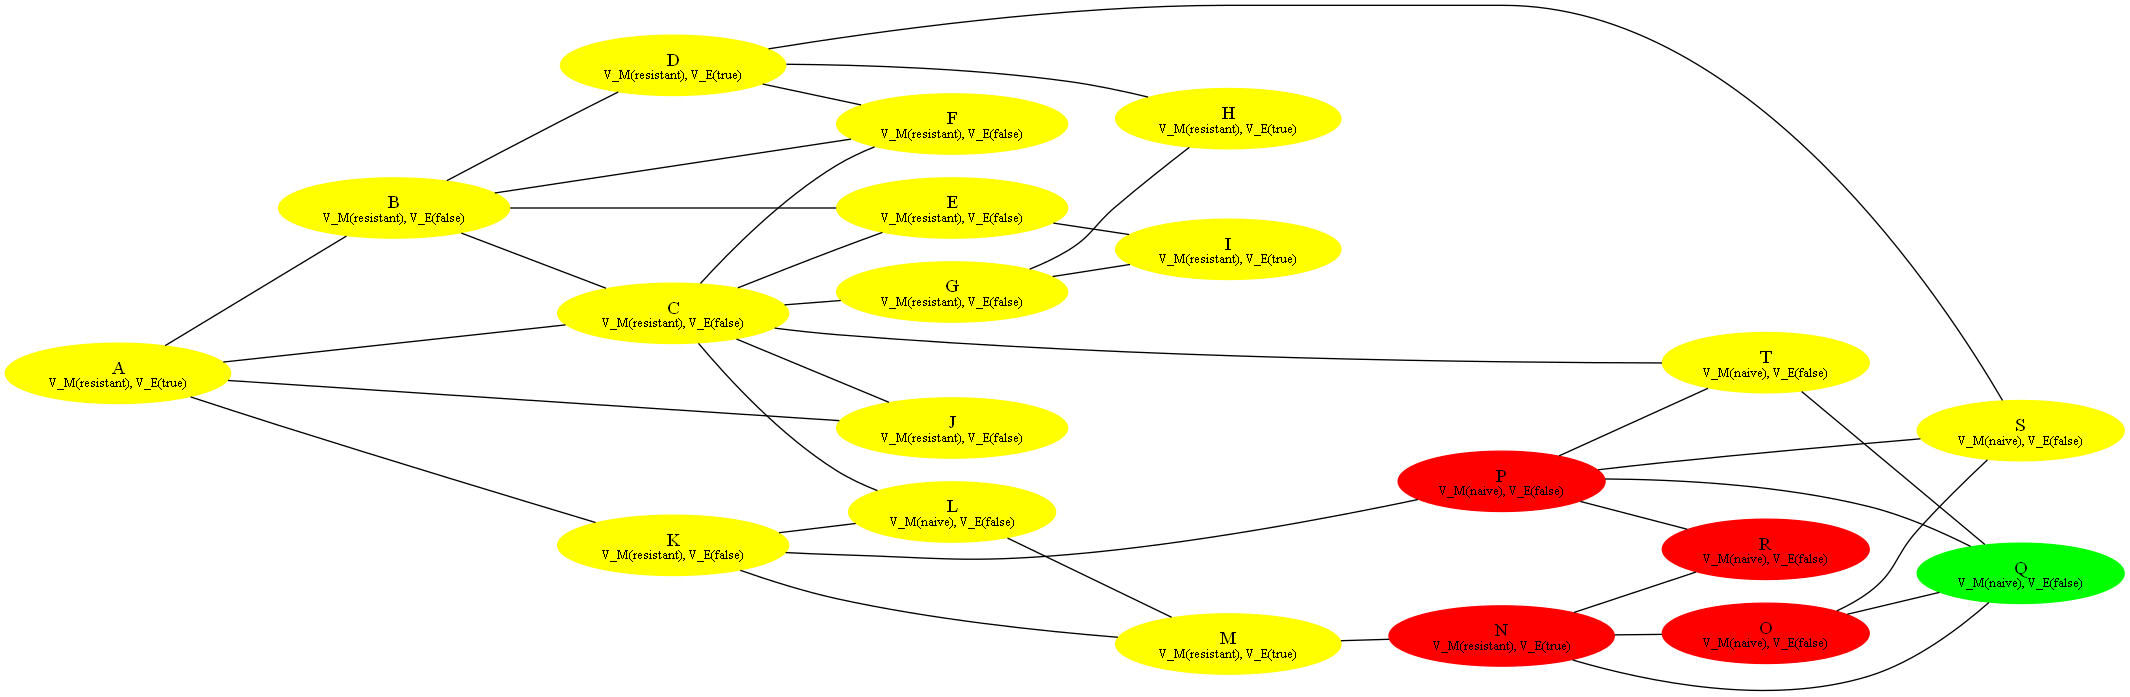 D
V_M(resistant), V_E(true)
F
V_M(resistant), V_E(false)
H
V_M(resistant), V_E(true)
B
V_M(resistant), V_E(false)
E
V_M(resistant), V_E(false)
I
V_M(resistant), V_E(true)
G
V_M(resistant), V_E(false)
C
V_M(resistant), V_E(false)
T
V_M(naive), V_E(false)
A
V_M(resistant), V_E(true)
J
V_M(resistant), V_E(false)
S
V_M(naive), V_E(false)
P
V_M(naive), V_E(false)
L
V_M(naive), V_E(false)
K
V_M(resistant), V_E(false)
R
V_M(naive), V_E(false)
Q
V_M(naive), V_E(false)
M
V_M(resistant), V_E(true)
N
V_M(resistant), V_E(true)
O
V_M(naive), V_E(false)